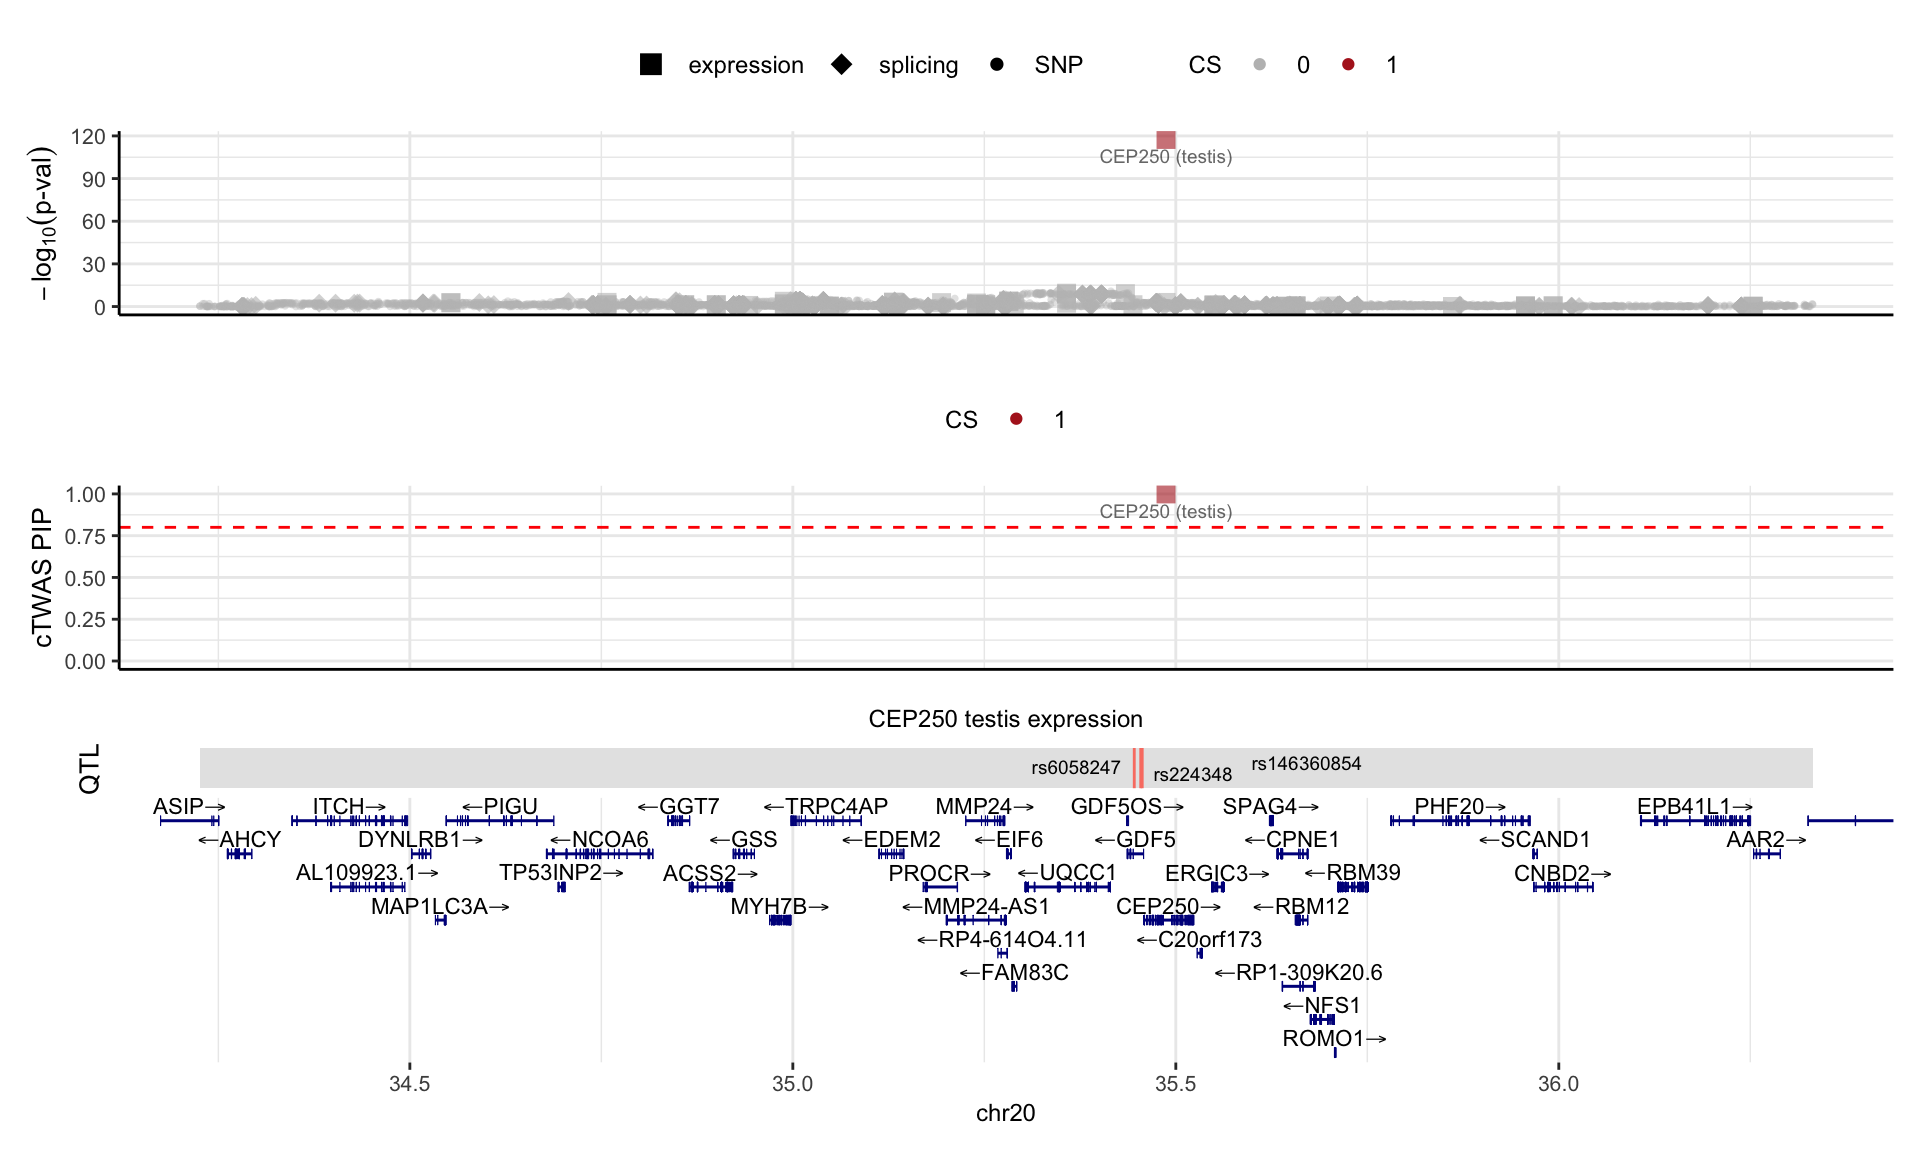 expression splicing SNP CS 0 1
120
90
60
30
0
− log10(p-val)
CEP250 (testis)
CS 1
1.00
0.75
0.50
0.25
0.00
cTWAS PIP
CEP250 (testis)
CEP250 testis expression
QTL
rs6058247 rs224348 rs146360854
ASIP→ ITCH→ ←PIGU ←GGT7 ←TRPC4AP MMP24→ GDF5OS→ SPAG4→ PHF20→ EPB41L1→
←AHCY DYNLRB1→ ←NCOA6 ←GSS ←EDEM2 ←EIF6 ←GDF5 ←CPNE1 ←SCAND1 AAR2→
AL109923.1→ TP53INP2→ ACSS2→ PROCR→ ←UQCC1 ERGIC3→ ←RBM39 CNBD2→
MAP1LC3A→ MYH7B→ ←MMP24-AS1 CEP250→ ←RBM12
←RP4-614O4.11 ←C20orf173
←FAM83C ←RP1-309K20.6
←NFS1
ROMO1→
34.5 35.0 35.5 36.0
chr20